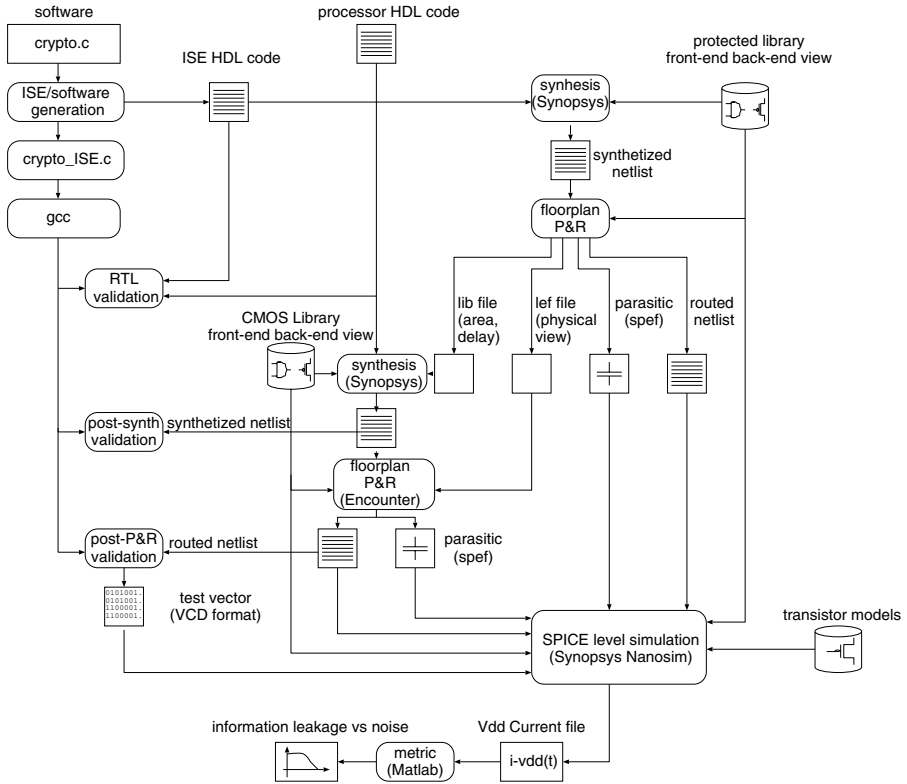 software
crypto.c
processor HDL code
ISE HDL code
protected library
front-end back-end view
ISE/software
generation
synhesis
(Synopsys)
crypto_ISE.c
synthetized
netlist
gcc
floorplan
P&R
RTL
validation
lib file
(area,
delay)
lef file
(physical
view)
parasitic
(spef)
routed
netlist
CMOS Library
front-end back-end view
synthesis
(Synopsys)
post-synth
validation
synthetized netlist
floorplan
P&R
(Encounter)
post-P&R
validation
routed netlist
parasitic
(spef)
0101001.
0101001.
1100001.
1100001.
test vector
(VCD format)
SPICE level simulation
(Synopsys Nanosim)
transistor models
information leakage vs noise
Vdd Current file
metric
(Matlab)
i-vdd(t)